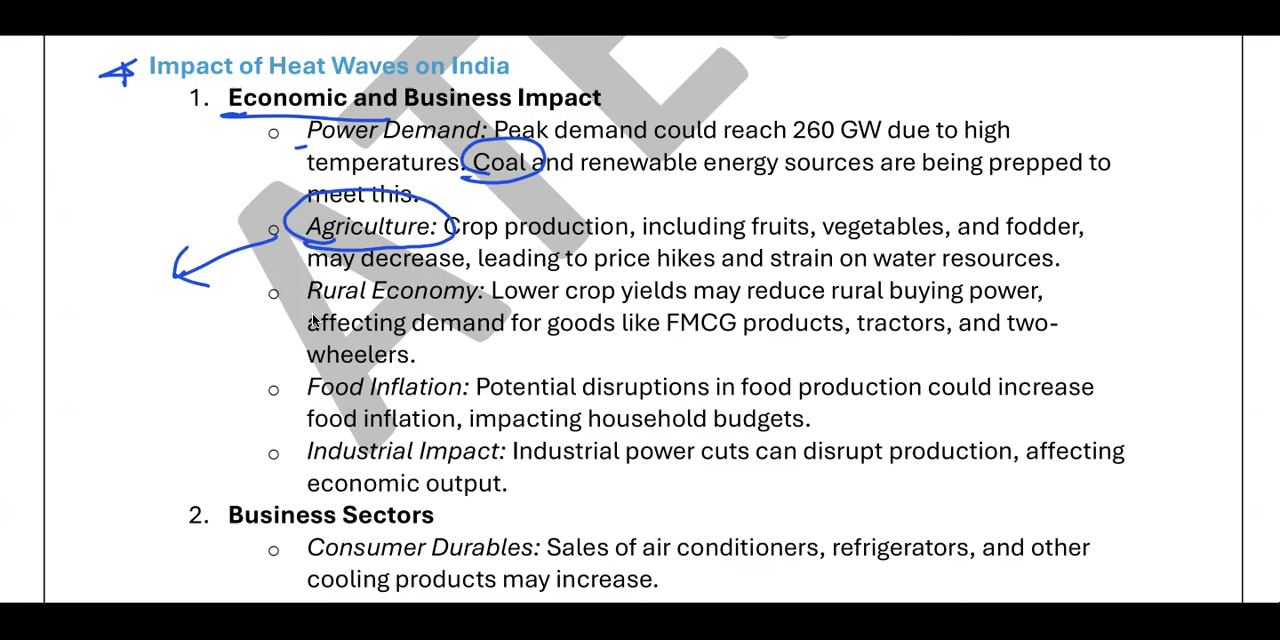 Impact of Heat Waves on India
1. Economic and Business Impact
o Power Demand: Peak demand could reach 260 GW due to high
temperatures. Coal and renewable energy sources are being prepped to
meet this.
o Agriculture: Crop production, including fruits, vegetables, and fodder,
may decrease, leading to price hikes and strain on water resources.
o Rural Economy: Lower crop yields may reduce rural buying power,
affecting demand for goods like FMCG products, tractors, and two-
wheelers.
o Food Inflation: Potential disruptions in food production could increase
food inflation, impacting household budgets.
o Industrial Impact: Industrial power cuts can disrupt production, affecting
economic output.
2. Business Sectors
o Consumer Durables: Sales of air conditioners, refrigerators, and other
cooling products may increase.